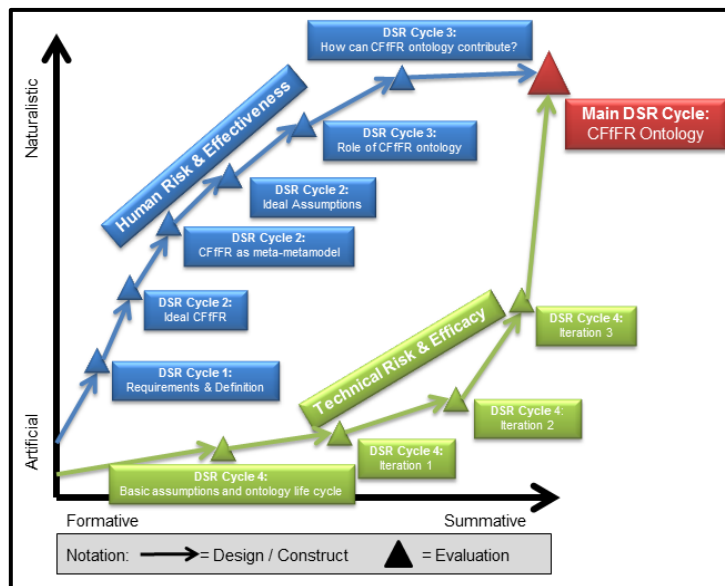 DSR Cycle 3:
How can CFfFR ontology contribute?
Naturalistic
Human Risk & Effectiveness
Main DSR Cycle:
CFfFR Ontology
DSR Cycle 3:
Role of CFfFR ontology
DSR Cycle 2:
Ideal Assumptions
DSR Cycle 2:
CFfFR as meta-metamodel
DSR Cycle 2:
Ideal CFfFR
DSR Cycle 4:
Iteration 3
Technical Risk & Efficacy
DSR Cycle 1:
Requirements & Definition
DSR Cycle 4:
Iteration 2
Artificial
DSR Cycle 4:
Iteration 1
DSR Cycle 4:
Basic assumptions and ontology life cycle
Formative
Summative
Notation: = Design / Construct = Evaluation